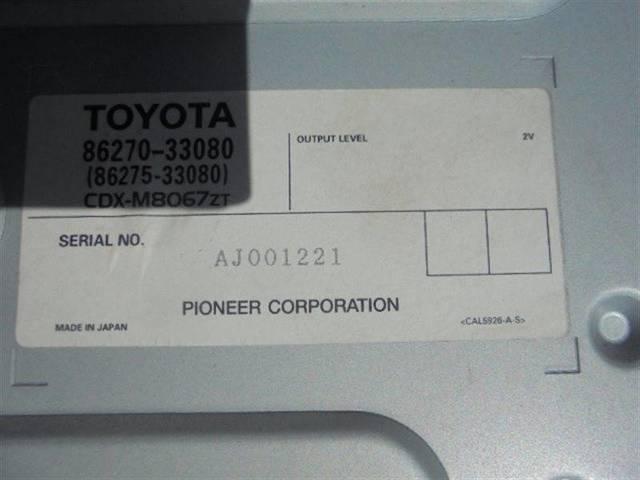 TOYOTA
86270-33080
(86275-33080)
CDX-M8067ZT
OUTPUT LEVEL 2V
SERIAL NO. AJ001221
PIONEER CORPORATION
MADE IN JAPAN
<CAL5926-A-S>